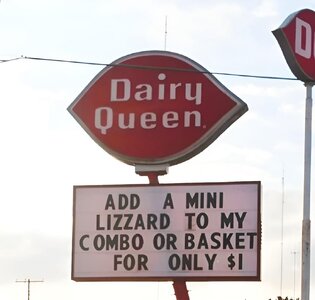 Dairy
Queen
D
ADD A MINI
LIZZARD TO MY
COMBO OR BASKET
FOR ONLY $1